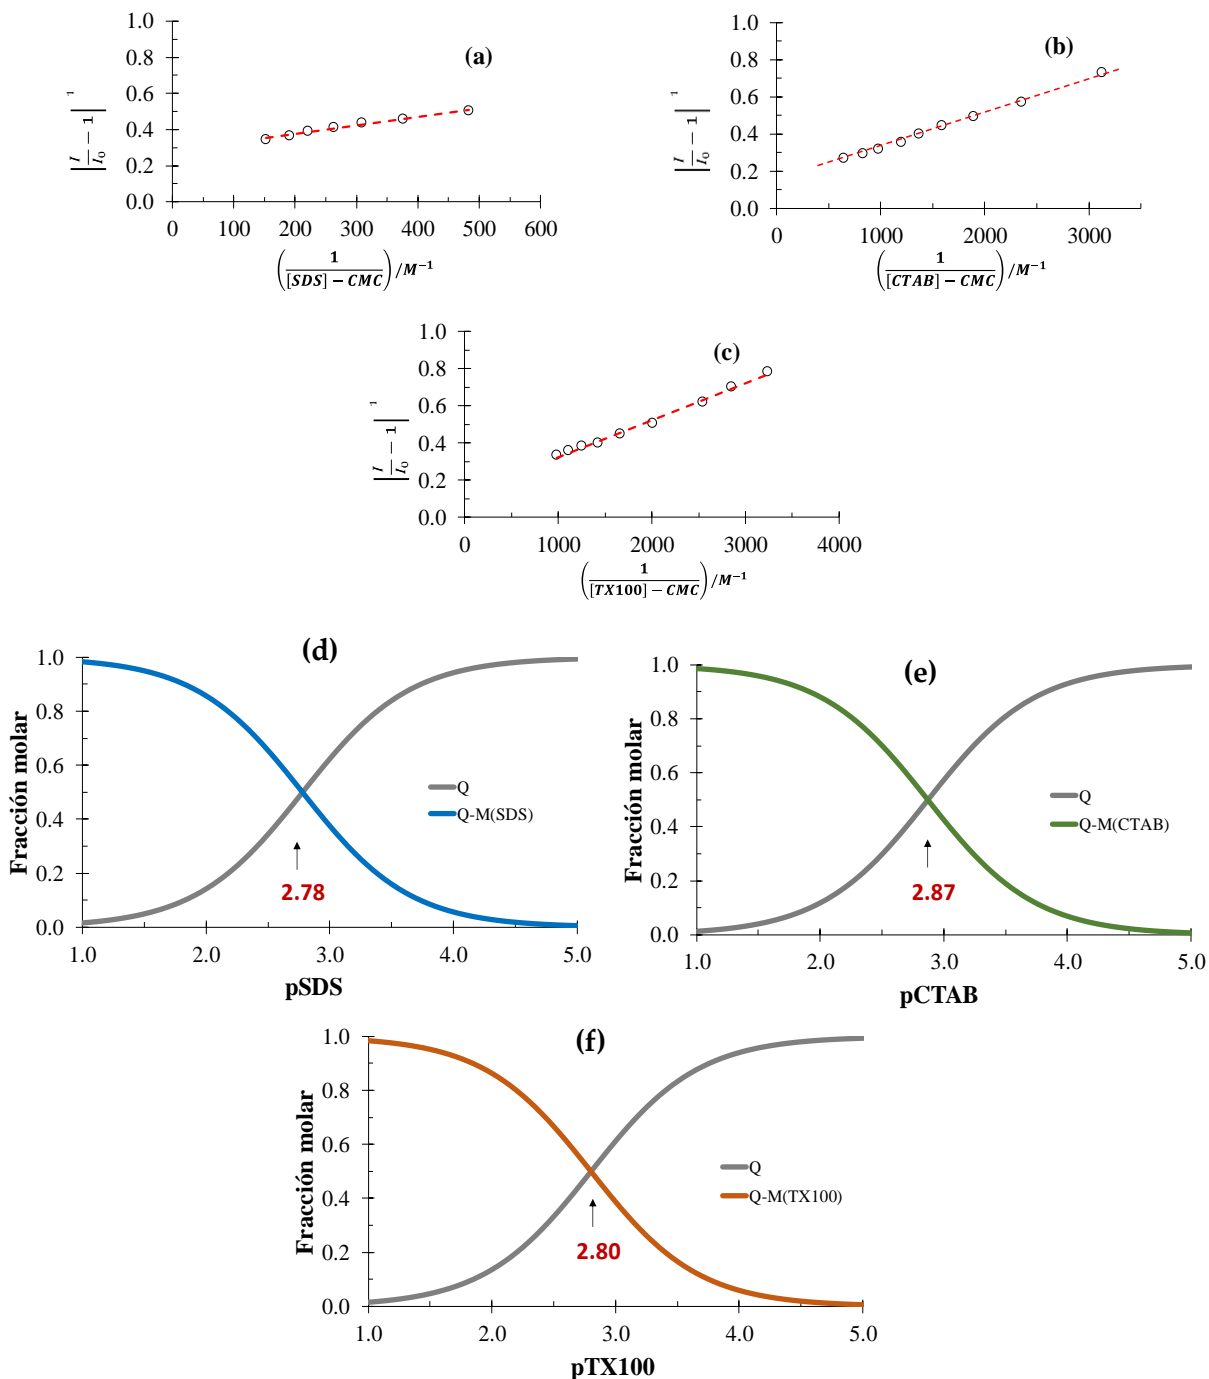 (a)
1.0
0.8
0.6
0.4
0.2
0.0
|I/I₀ − 1| ¹
0 100 200 300 400 500 600
(1/([SDS] − CMC))/M⁻¹
(b)
1.0
0.8
0.6
0.4
0.2
0.0
|I/I₀ − 1| ¹
0 1000 2000 3000
(1/([CTAB] − CMC))/M⁻¹
(c)
1.0
0.8
0.6
0.4
0.2
0.0
|I/I₀ − 1| ¹
0 1000 2000 3000 4000
(1/([TX100] − CMC))/M⁻¹
(d)
1.0
0.8
0.6
0.4
0.2
0.0
Fracción molar
Q
Q-M(SDS)
2.78
1.0 2.0 3.0 4.0 5.0
pSDS
(e)
1.0
0.8
0.6
0.4
0.2
0.0
Fracción molar
Q
Q-M(CTAB)
2.87
1.0 2.0 3.0 4.0 5.0
pCTAB
(f)
1.0
0.8
0.6
0.4
0.2
0.0
Fracción molar
Q
Q-M(TX100)
2.80
1.0 2.0 3.0 4.0 5.0
pTX100